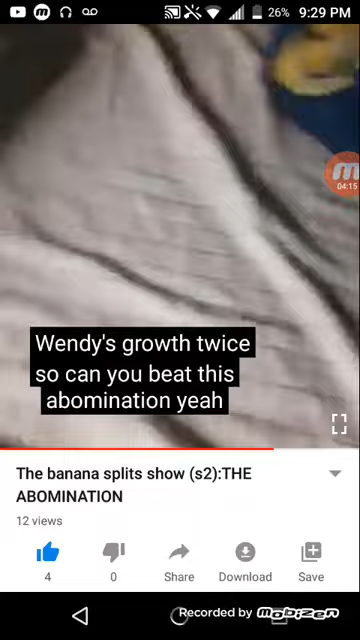 26% 9:29 PM
04:15
Wendy's growth twice
so can you beat this
abomination yeah
The banana splits show (s2):THE
ABOMINATION
12 views
4 0 Share Download Save
Recorded by mobizen